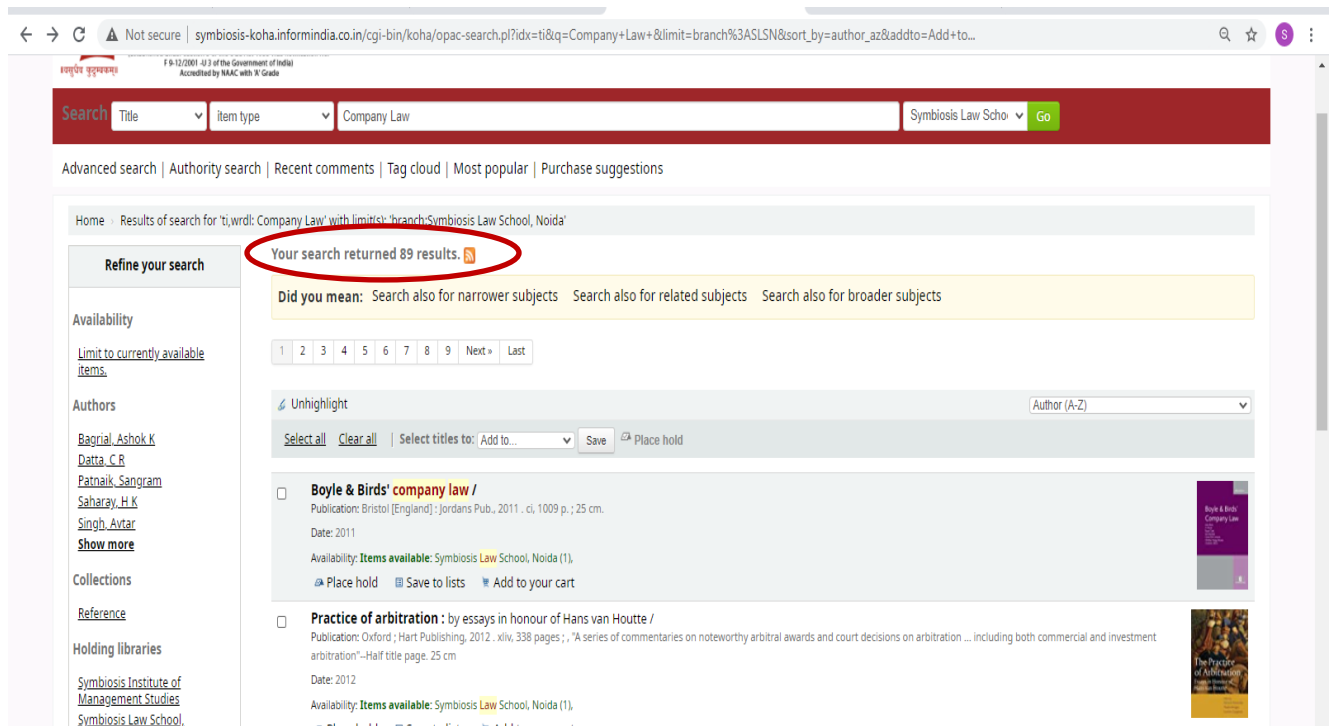 Not secure | symbiosis-koha.informindia.co.in/cgi-bin/koha/opac-search.pl?idx=ti&q=Company+Law+&limit=branch%3ASLSN&sort_by=author_az&addto=Add+to...
S
F 9-12/2001 -U 3 of the Government of India)
॥वसुधैव कुटुम्बकम्॥
Accredited by NAAC with 'A' Grade
Search Title item type Company Law Symbiosis Law Schoo Go
Advanced search | Authority search | Recent comments | Tag cloud | Most popular | Purchase suggestions
Home › Results of search for 'ti,wrdl: Company Law' with limit(s): 'branch:Symbiosis Law School, Noida'
Refine your search
Availability
Limit to currently available
items.
Authors
Bagrial, Ashok K
Datta, C R
Patnaik, Sangram
Saharay, H K
Singh, Avtar
Show more
Collections
Reference
Holding libraries
Symbiosis Institute of
Management Studies
Symbiosis Law School,
Your search returned 89 results.
Did you mean: Search also for narrower subjects Search also for related subjects Search also for broader subjects
1 2 3 4 5 6 7 8 9 Next» Last
Unhighlight Author (A-Z)
Select all Clear all | Select titles to: Add to... Save Place hold
Boyle & Birds' company law /
Publication: Bristol [England] : Jordans Pub., 2011 . ci, 1009 p. ; 25 cm.
Date: 2011
Availability: Items available: Symbiosis Law School, Noida (1),
Place hold Save to lists Add to your cart
Boyle & Birds'
Company Law
Practice of arbitration : by essays in honour of Hans van Houtte /
Publication: Oxford ; Hart Publishing, 2012 . xliv, 338 pages ; , "A series of commentaries on noteworthy arbitral awards and court decisions on arbitration ... including both commercial and investment
arbitration"--Half title page. 25 cm
Date: 2012
Availability: Items available: Symbiosis Law School, Noida (1),
The Practice
of Arbitration